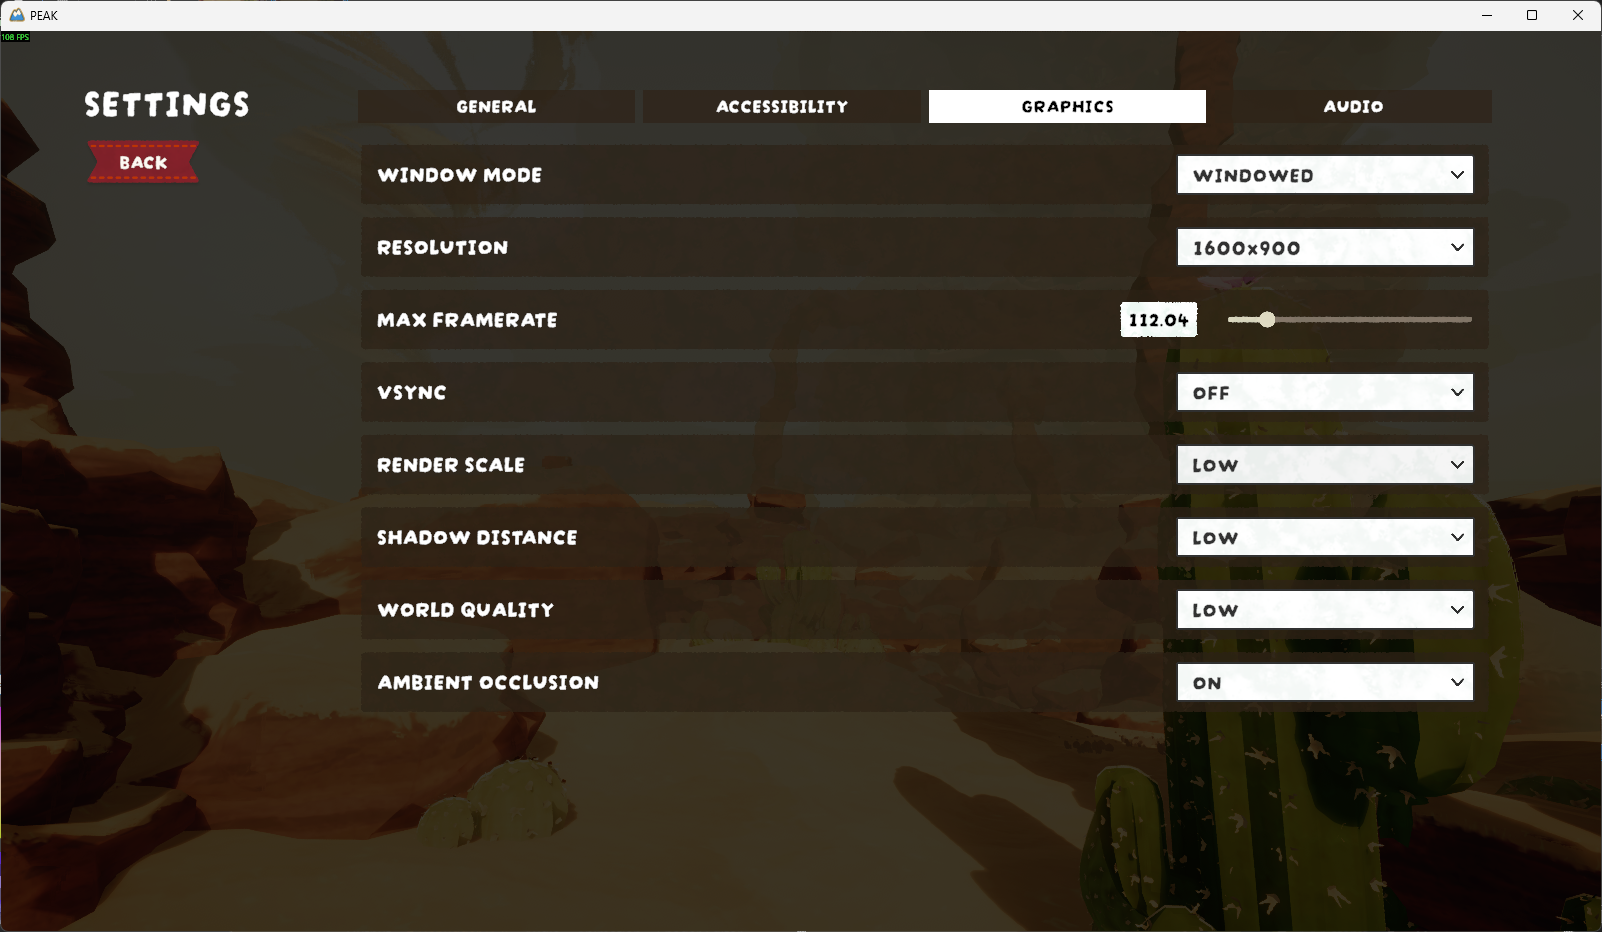 PEAK
108 FPS
SETTINGS
BACK
GENERAL
ACCESSIBILITY
GRAPHICS
AUDIO
WINDOW MODE
WINDOWED
RESOLUTION
1600x900
MAX FRAMERATE
112.04
VSYNC
OFF
RENDER SCALE
LOW
SHADOW DISTANCE
LOW
WORLD QUALITY
LOW
AMBIENT OCCLUSION
ON